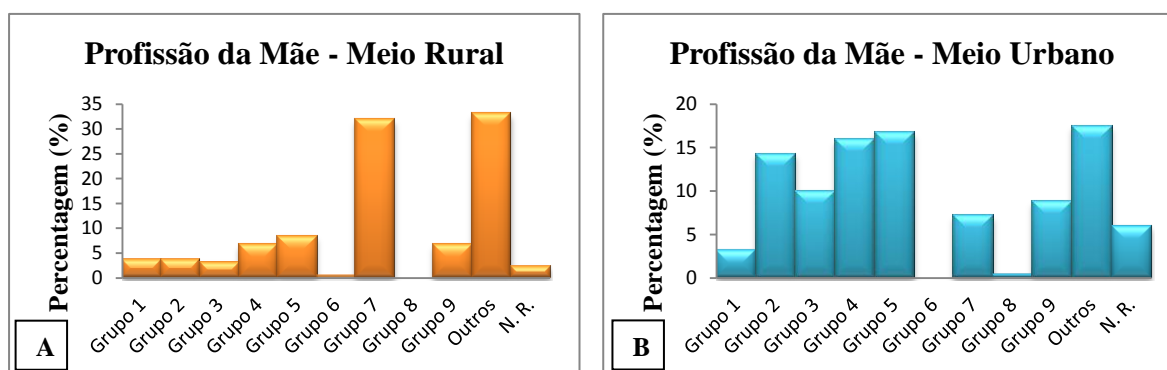 Profissão da Mãe - Meio Rural
Percentagem (%)
35
30
25
20
15
10
5
0
Grupo 1
Grupo 2
Grupo 3
Grupo 4
Grupo 5
Grupo 6
Grupo 7
Grupo 8
Grupo 9
Outros
N. R.
A
Profissão da Mãe - Meio Urbano
Percentagem (%)
20
15
10
5
0
Grupo 1
Grupo 2
Grupo 3
Grupo 4
Grupo 5
Grupo 6
Grupo 7
Grupo 8
Grupo 9
Outros
N. R.
B